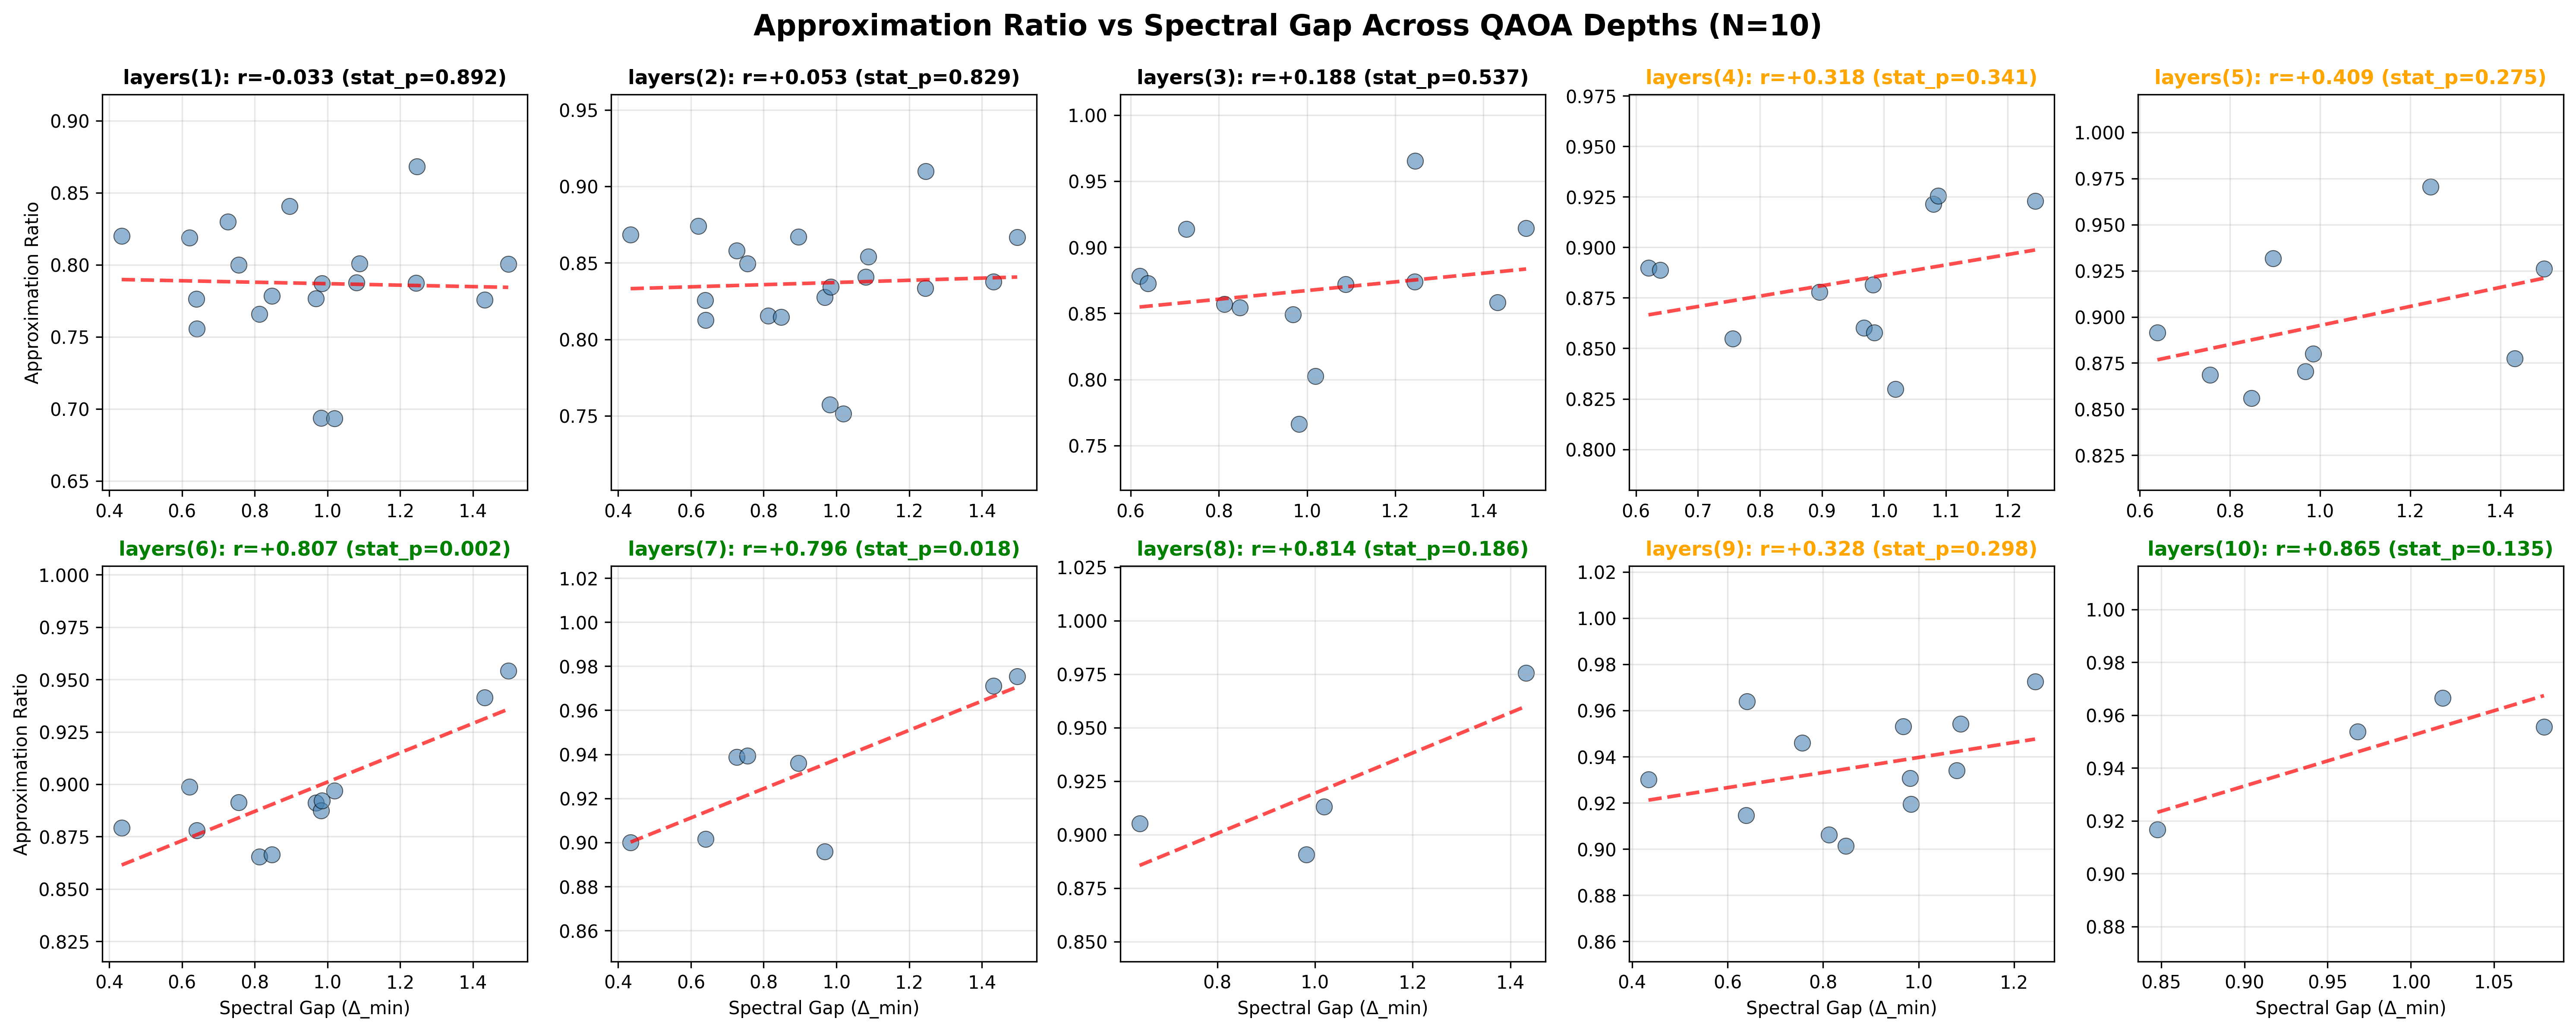 Approximation Ratio vs Spectral Gap Across QAOA Depths (N=10)
layers(1): r=-0.033 (stat_p=0.892)
0.90
0.85
0.80
0.75
0.70
0.65
Approximation Ratio
0.4 0.6 0.8 1.0 1.2 1.4
layers(2): r=+0.053 (stat_p=0.829)
0.95
0.90
0.85
0.80
0.75
0.4 0.6 0.8 1.0 1.2 1.4
layers(3): r=+0.188 (stat_p=0.537)
1.00
0.95
0.90
0.85
0.80
0.75
0.6 0.8 1.0 1.2 1.4
layers(4): r=+0.318 (stat_p=0.341)
0.975
0.950
0.925
0.900
0.875
0.850
0.825
0.800
0.6 0.7 0.8 0.9 1.0 1.1 1.2
layers(5): r=+0.409 (stat_p=0.275)
1.000
0.975
0.950
0.925
0.900
0.875
0.850
0.825
0.6 0.8 1.0 1.2 1.4
layers(6): r=+0.807 (stat_p=0.002)
1.000
0.975
0.950
0.925
0.900
0.875
0.850
0.825
Approximation Ratio
0.4 0.6 0.8 1.0 1.2 1.4
Spectral Gap (Δ_min)
layers(7): r=+0.796 (stat_p=0.018)
1.02
1.00
0.98
0.96
0.94
0.92
0.90
0.88
0.86
0.4 0.6 0.8 1.0 1.2 1.4
Spectral Gap (Δ_min)
layers(8): r=+0.814 (stat_p=0.186)
1.025
1.000
0.975
0.950
0.925
0.900
0.875
0.850
0.8 1.0 1.2 1.4
Spectral Gap (Δ_min)
layers(9): r=+0.328 (stat_p=0.298)
1.02
1.00
0.98
0.96
0.94
0.92
0.90
0.88
0.86
0.4 0.6 0.8 1.0 1.2
Spectral Gap (Δ_min)
layers(10): r=+0.865 (stat_p=0.135)
1.00
0.98
0.96
0.94
0.92
0.90
0.88
0.85 0.90 0.95 1.00 1.05
Spectral Gap (Δ_min)